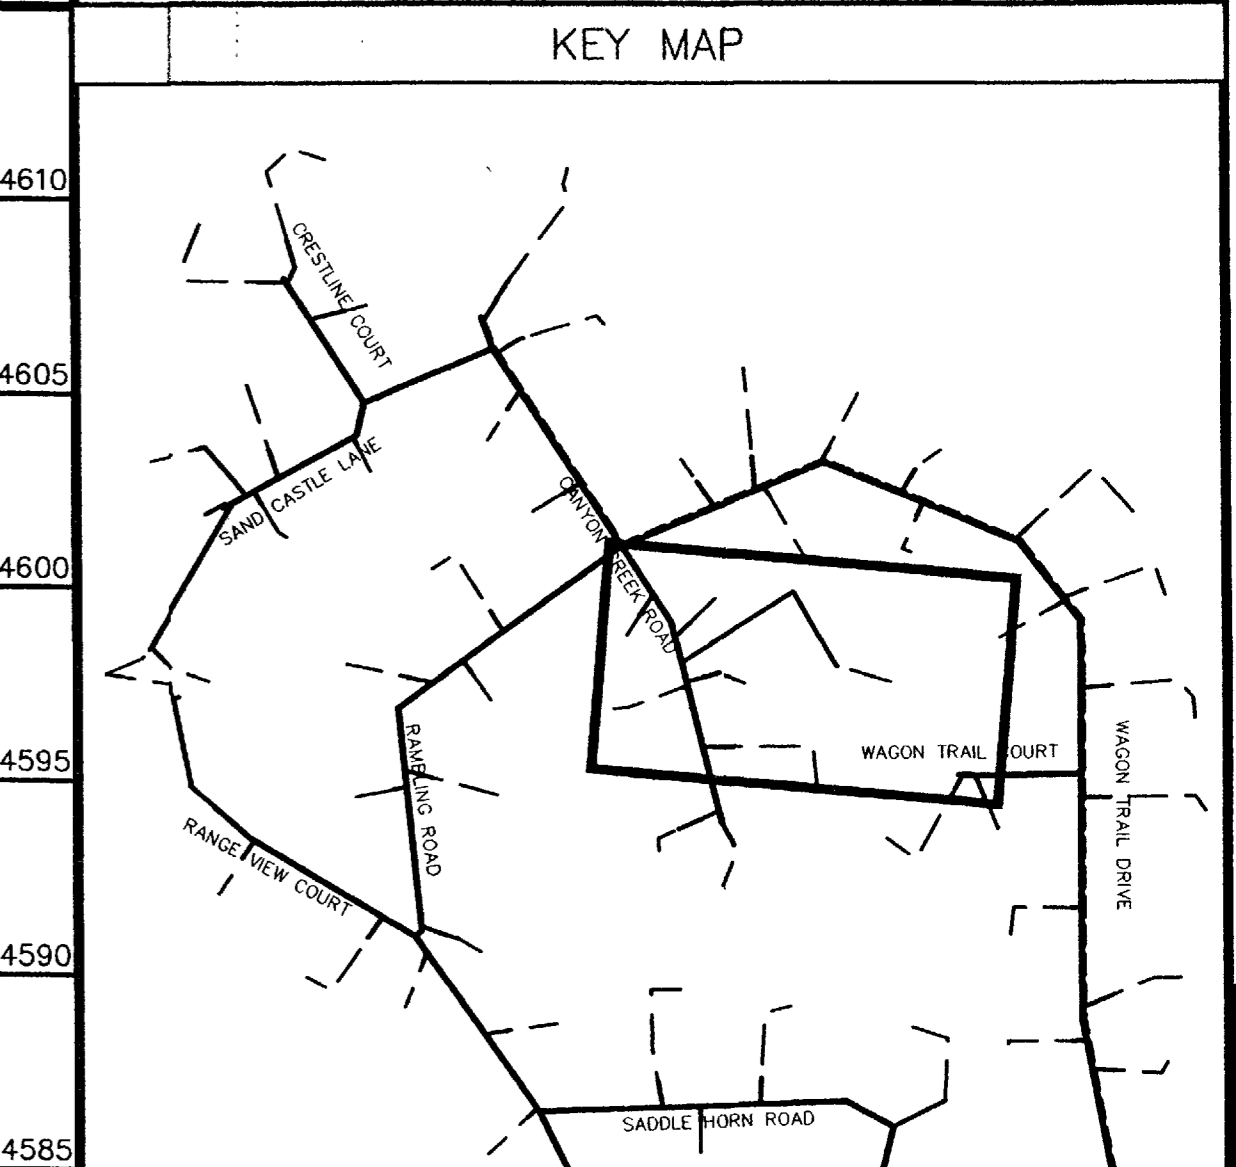 KEY MAP
4610
CRESTLINE COURT
4605
SAND CASTLE LANE
CANYON CREEK ROAD
4600
RAMBLING ROAD
WAGON TRAIL COURT
WAGON TRAIL DRIVE
4595
RANGE VIEW COURT
4590
SADDLE HORN ROAD
4585